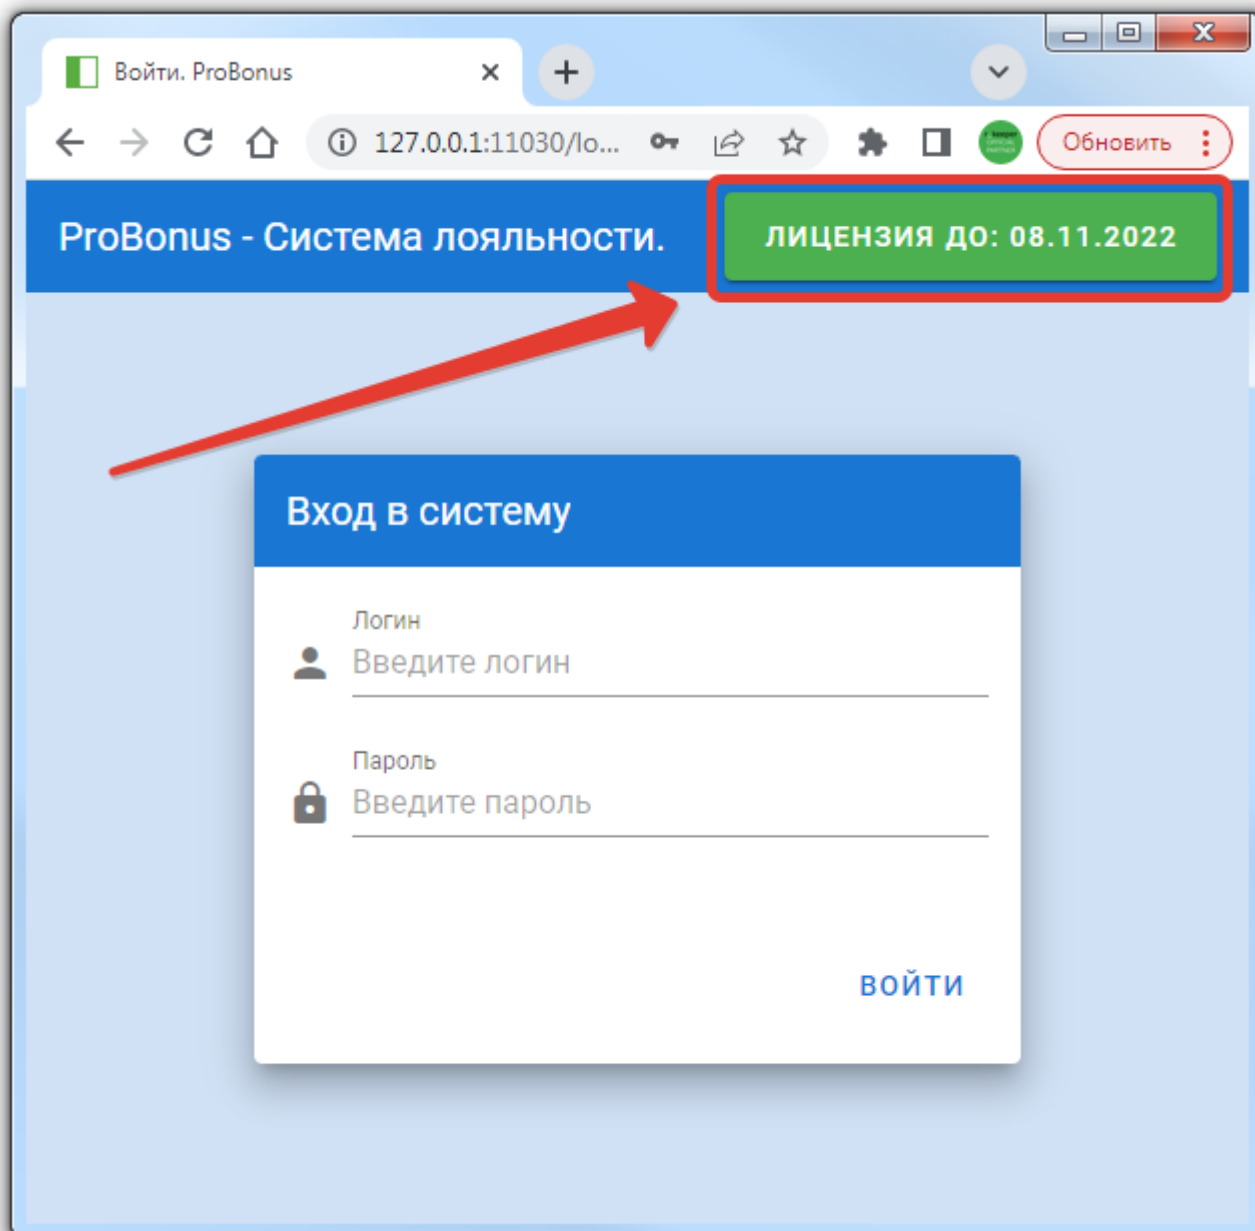 Войти. ProBonus
127.0.0.1:11030/lo...
Обновить
ProBonus - Система лояльности.
ЛИЦЕНЗИЯ ДО: 08.11.2022
Вход в систему
Логин
Введите логин
Пароль
Введите пароль
ВОЙТИ